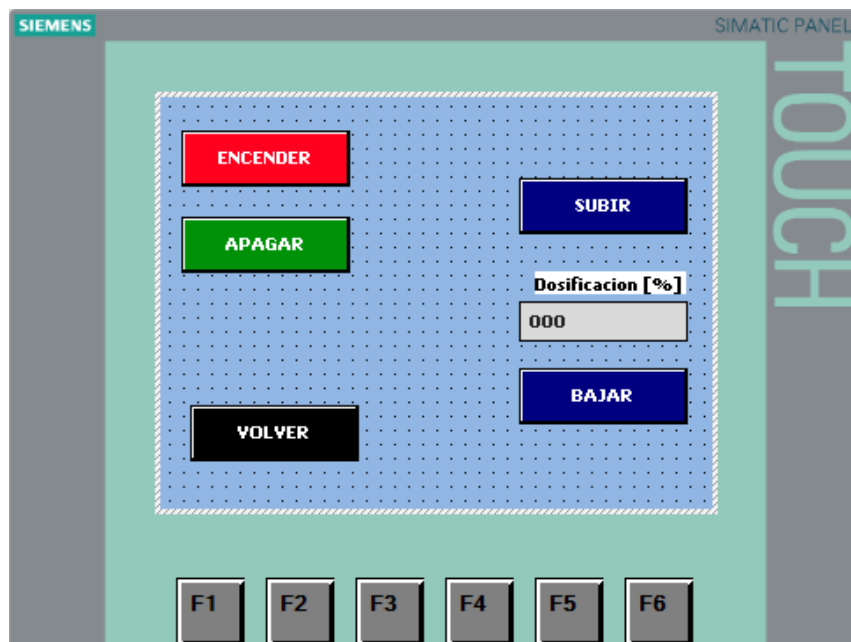 SIEMENS
SIMATIC PANEL
TOUCH
ENCENDER
SUBIR
APAGAR
Dosificacion [%]
000
BAJAR
VOLVER
F1 F2 F3 F4 F5 F6